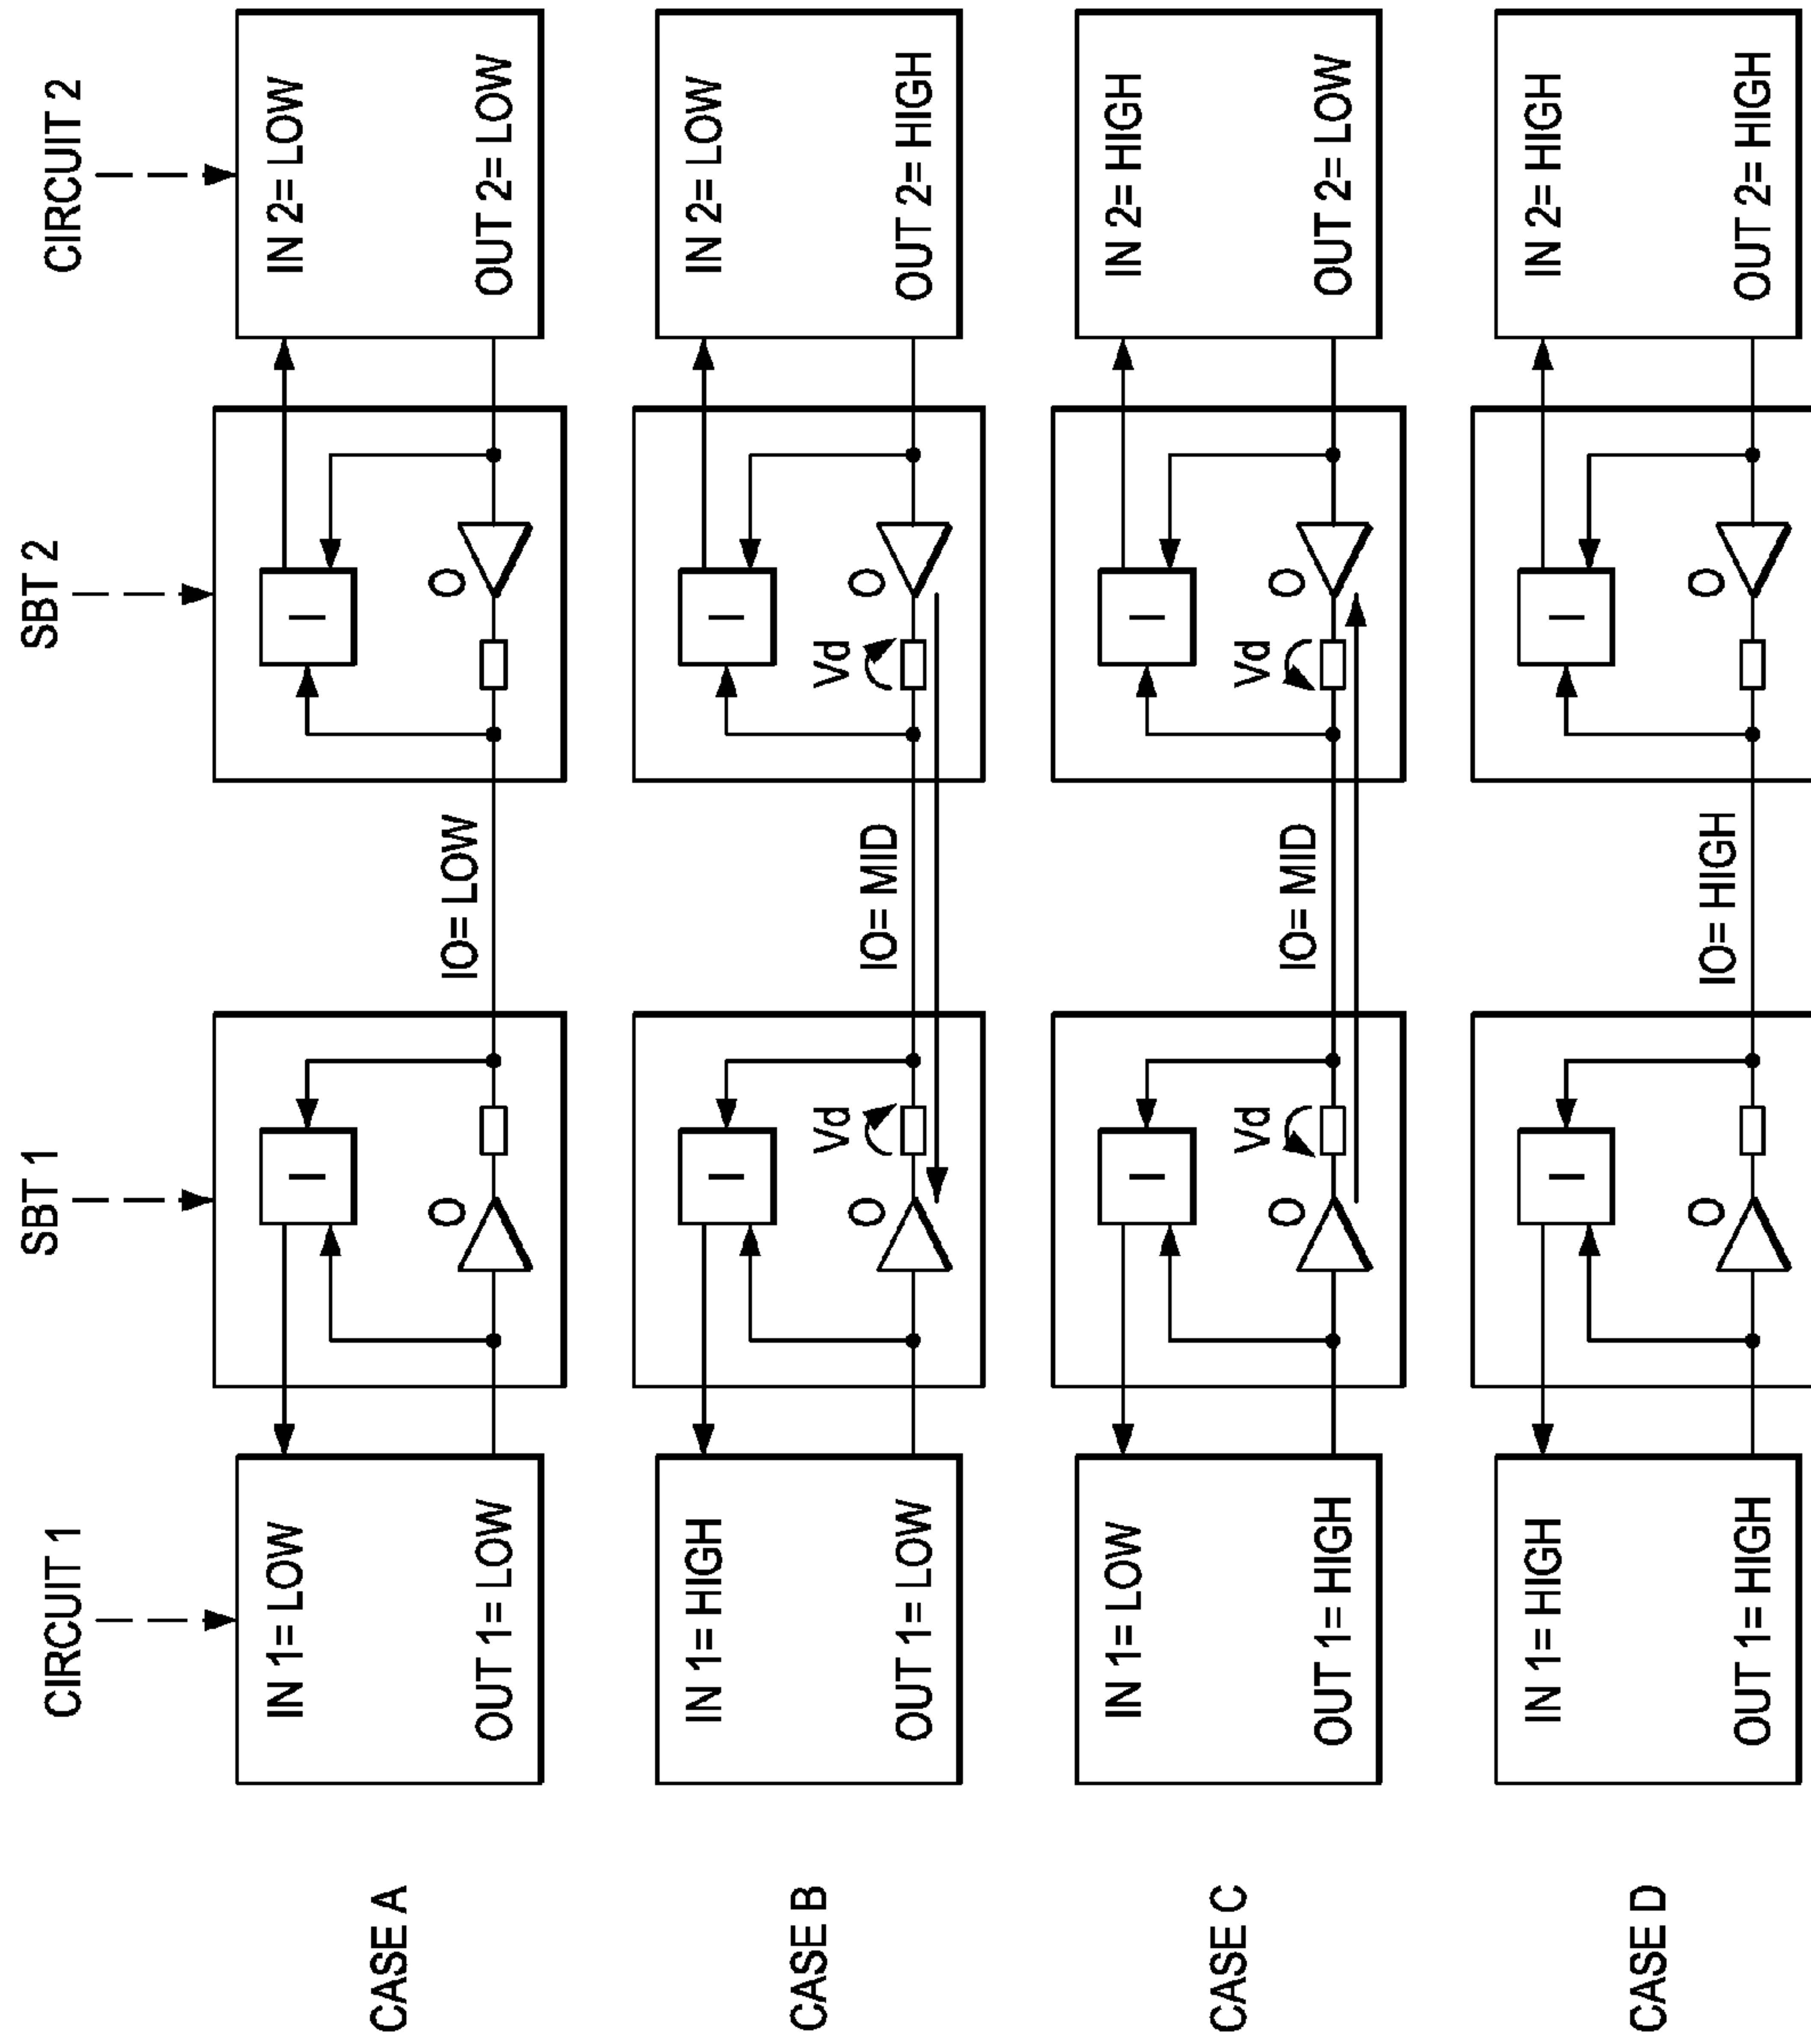 CIRCUIT 1
SBT 1
SBT 2
CIRCUIT 2
CASE A
IN 1= LOW
OUT 1= LOW
I
O
IO= LOW
I
O
IN 2= LOW
OUT 2= LOW
CASE B
IN 1= HIGH
OUT 1= LOW
I
Vd
O
IO= MID
I
Vd
O
IN 2= LOW
OUT 2= HIGH
CASE C
IN 1= LOW
OUT 1= HIGH
I
Vd
O
IO= MID
I
Vd
O
IN 2= HIGH
OUT 2= LOW
CASE D
IN 1= HIGH
OUT 1= HIGH
I
O
IO= HIGH
I
O
IN 2= HIGH
OUT 2= HIGH